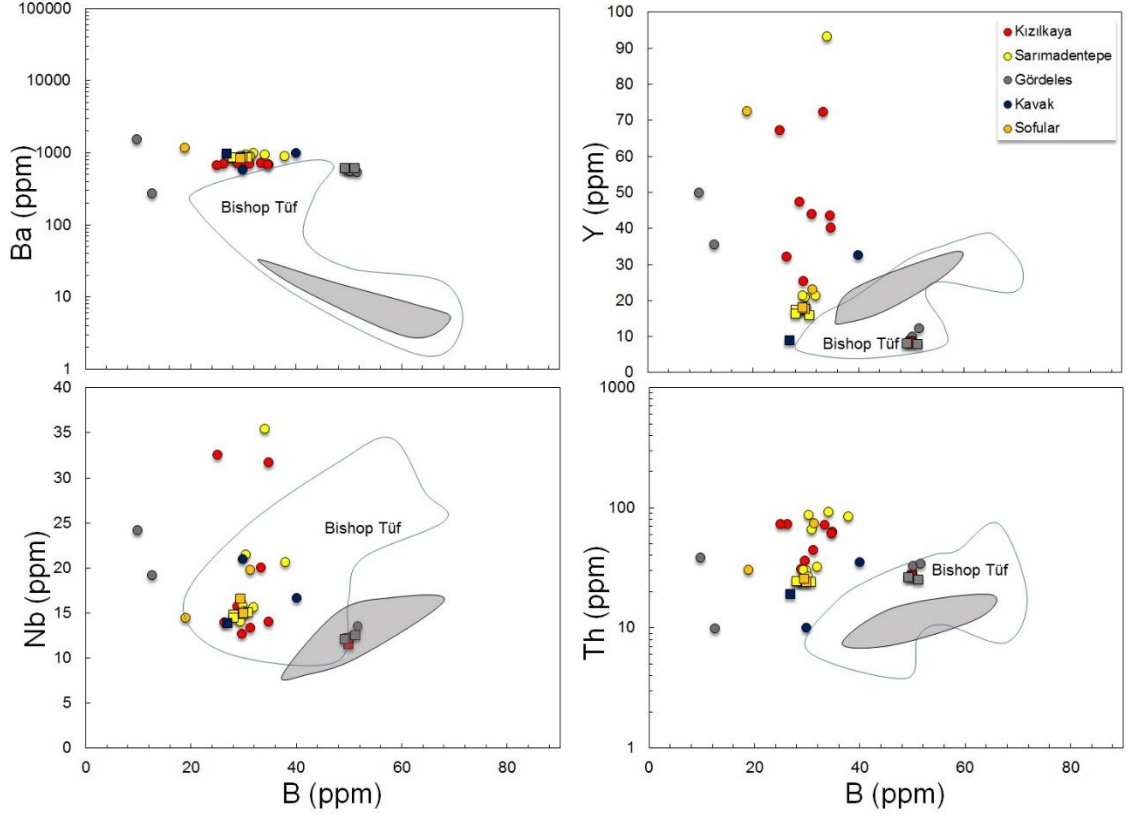 100000
10000
1000
100
10
1
Ba (ppm)
Bishop Tüf
100
90
80
70
60
50
40
30
20
10
0
Y (ppm)
Kızılkaya
Sarımadentepe
Gördeles
Kavak
Sofular
Bishop Tüf
40
35
30
25
20
15
10
5
0
Nb (ppm)
Bishop Tüf
0 20 40 60 80
B (ppm)
1000
100
10
1
Th (ppm)
Bishop Tüf
0 20 40 60 80
B (ppm)